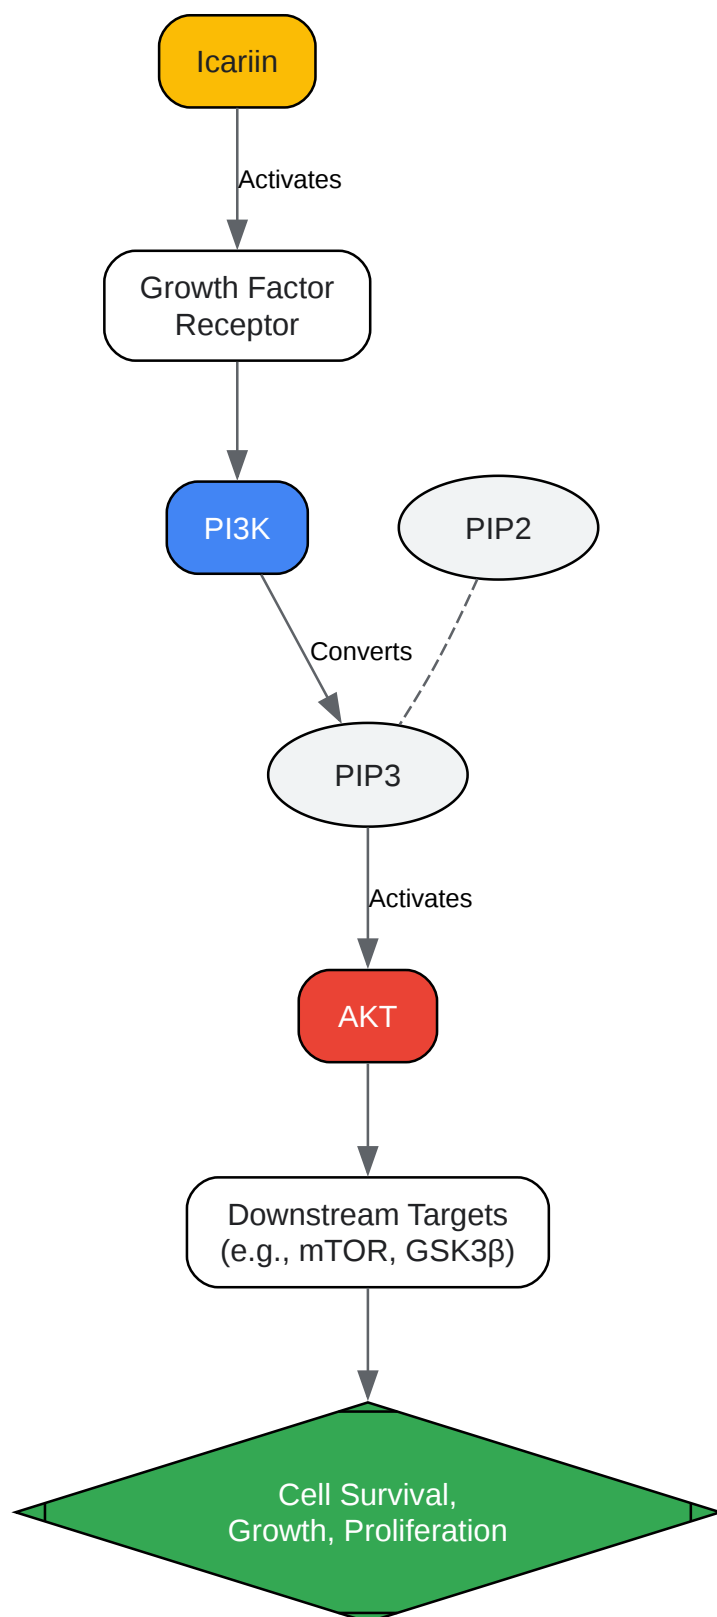 Icariin
Activates
Growth Factor
Receptor
PI3K
PIP2
Converts
PIP3
Activates
AKT
Downstream Targets
(e.g., mTOR, GSK3β)
Cell Survival,
Growth, Proliferation